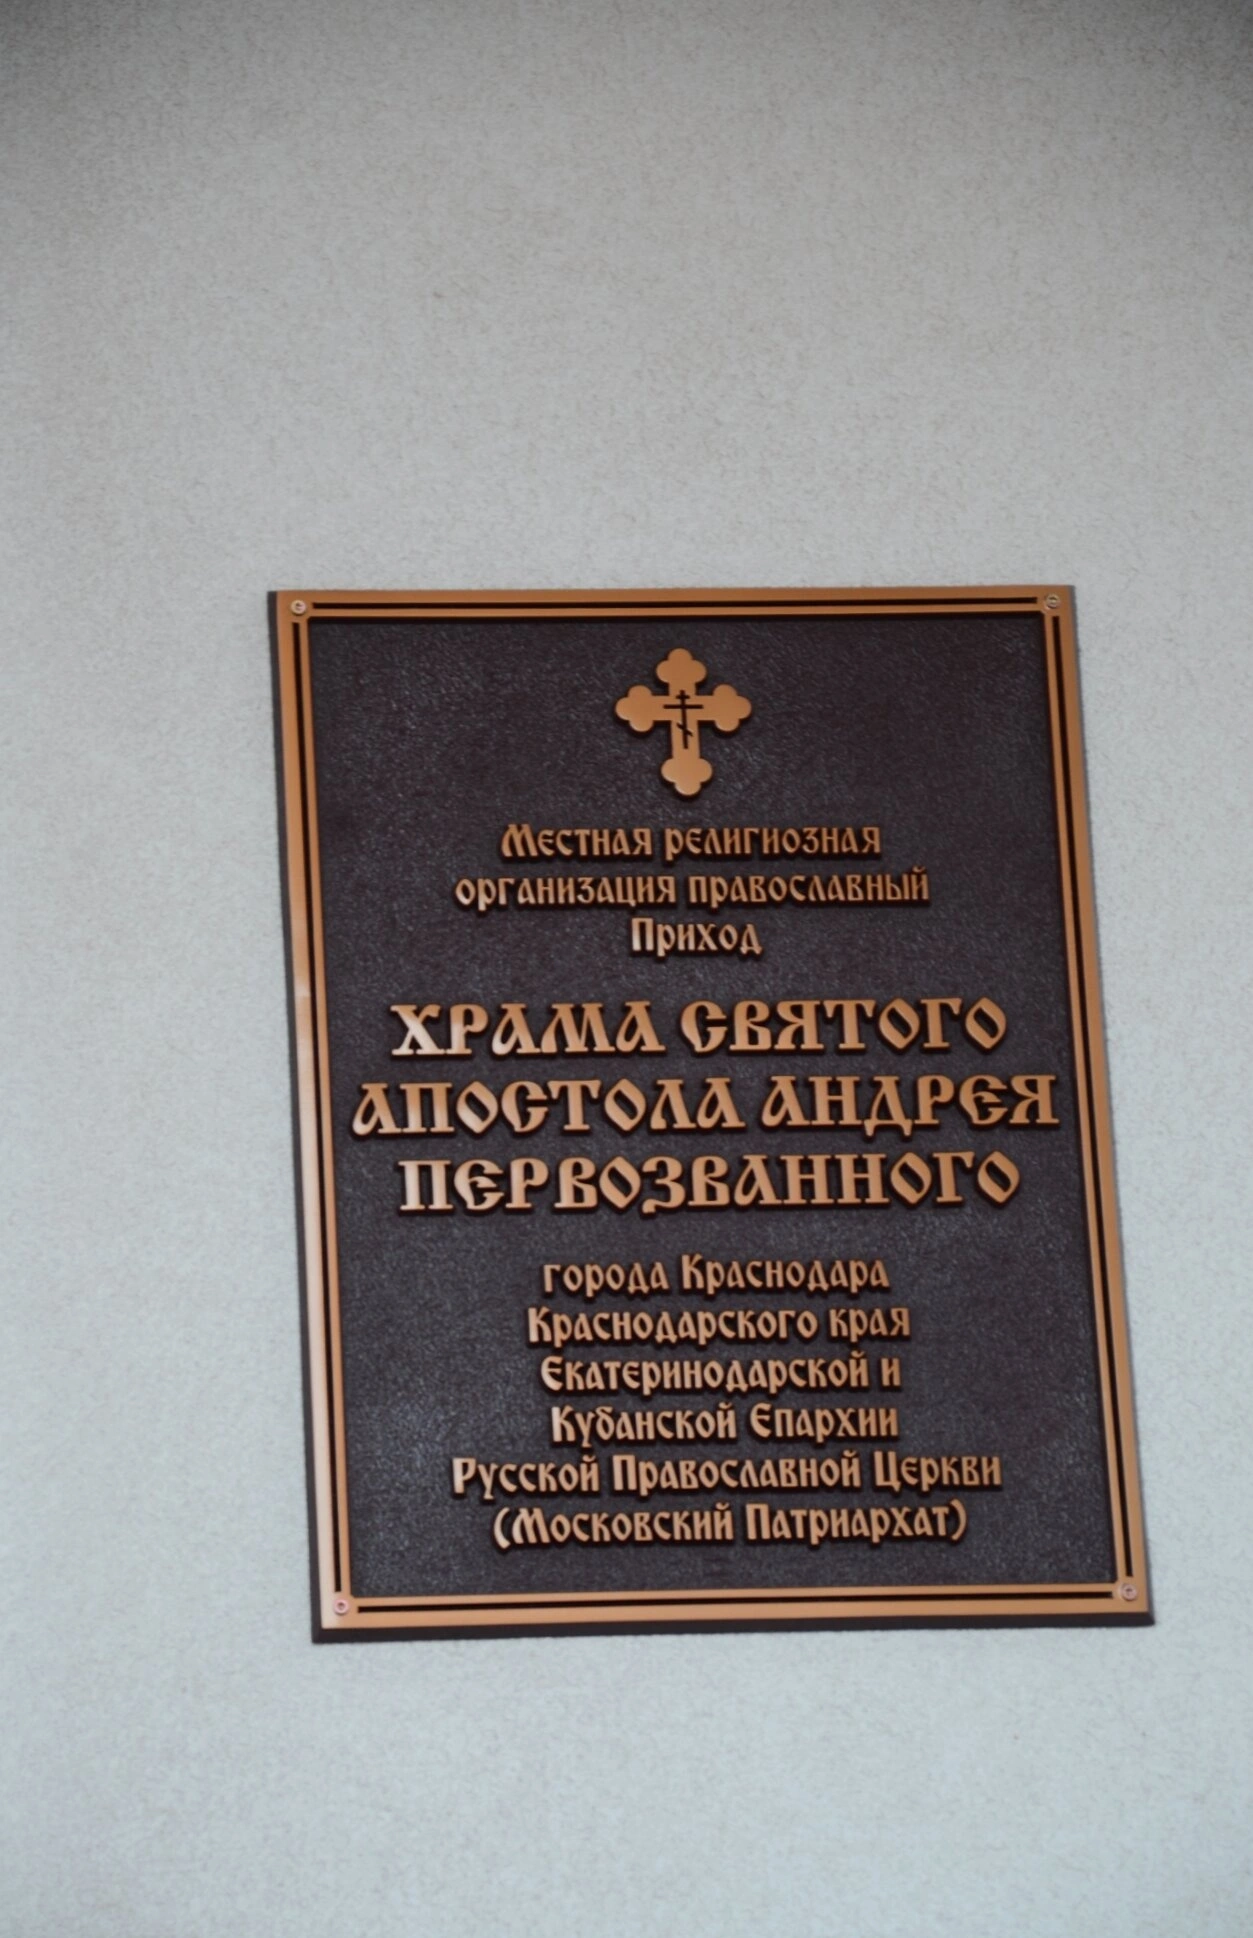 Местная религиозная
организация православный
Приход
ХРАМА СВЯТОГО
АПОСТОЛА АНДРЕЯ
ПЕРВОЗВАННОГО
города Краснодара
Краснодарского края
Екатеринодарской и
Кубанской Епархии
Русской Православной Церкви
(Московский Патриархат)